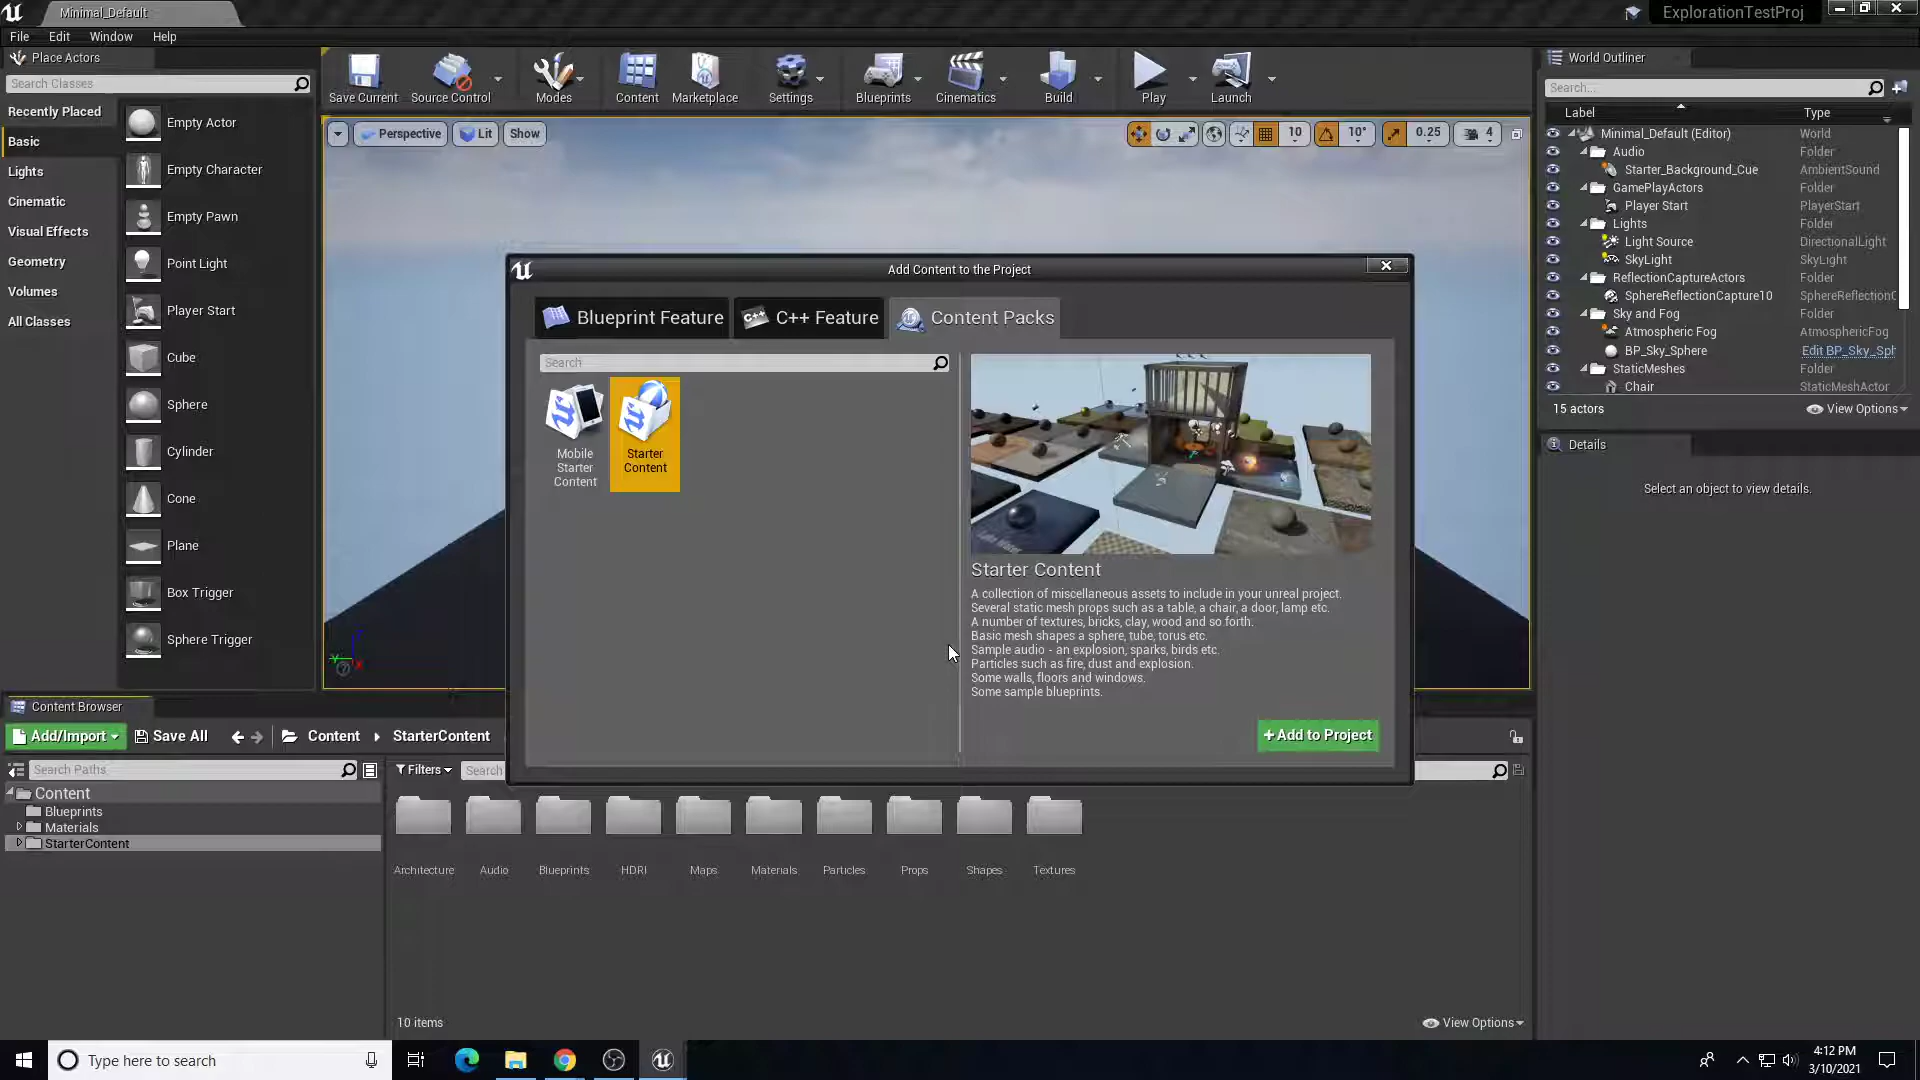 Minimal_Default
ExplorationTestProj
File Edit Window Help
Place Actors
Search Classes
Recently Placed
Basic
Lights
Cinematic
Visual Effects
Geometry
Volumes
All Classes
Empty Actor
Empty Character
Empty Pawn
Point Light
Player Start
Cube
Sphere
Cylinder
Cone
Plane
Box Trigger
Sphere Trigger
Save Current Source Control Modes Content Marketplace Settings Blueprints Cinematics Build Play Launch
Perspective Lit Show
10 10° 0.25 4
World Outliner
Search...
Label Type
Minimal_Default (Editor) World
Audio Folder
Starter_Background_Cue AmbientSound
GamePlayActors Folder
Player Start PlayerStart
Lights Folder
Light Source DirectionalLight
SkyLight SkyLight
ReflectionCaptureActors Folder
SphereReflectionCapture10 SphereReflectionC
Sky and Fog Folder
Atmospheric Fog AtmosphericFog
BP_Sky_Sphere Edit BP_Sky_Sph
StaticMeshes Folder
Chair StaticMeshActor
15 actors View Options
Details
Select an object to view details.
Add Content to the Project
Blueprint Feature C++ Feature Content Packs
Search
Mobile
Starter
Content
Starter
Content
Starter Content
A collection of miscellaneous assets to include in your unreal project.
Several static mesh props such as a table, a chair, a door, lamp etc.
A number of textures, bricks, clay, wood and so forth.
Basic mesh shapes a sphere, tube, torus etc.
Sample audio - an explosion, sparks, birds etc.
Particles such as fire, dust and explosion.
Some walls, floors and windows.
Some sample blueprints.
+Add to Project
Content Browser
Add/Import Save All Content StarterContent
Search Paths
Filters Search
Content
Blueprints
Materials
StarterContent
Architecture Audio Blueprints HDRI Maps Materials Particles Props Shapes Textures
10 items View Options
Type here to search
4:12 PM
3/10/2021